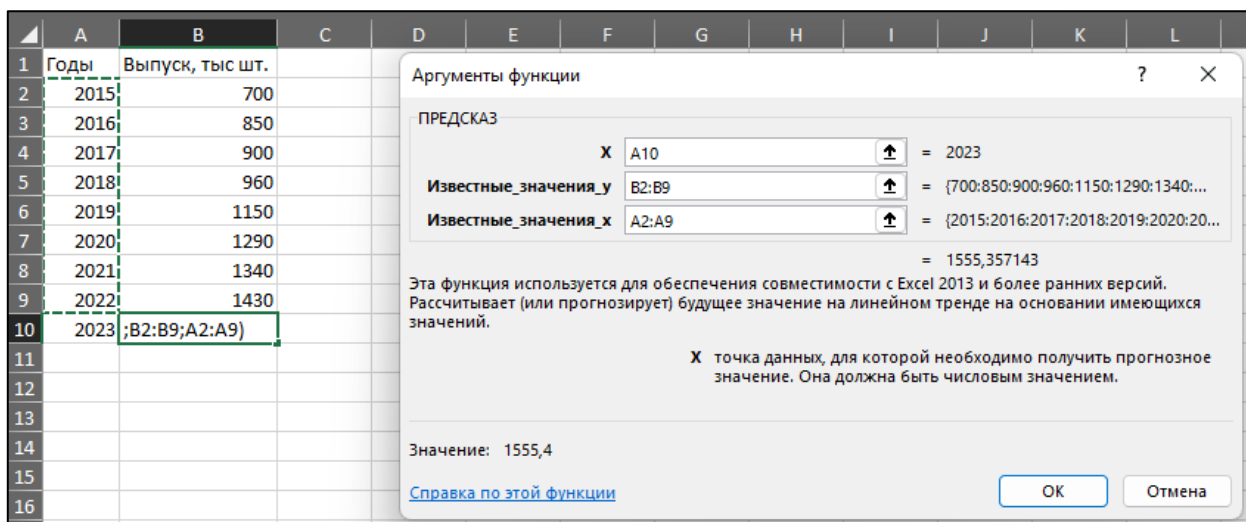 A B C D E F G H I J K L
1 Годы Выпуск, тыс шт.
2 2015 700
3 2016 850
4 2017 900
5 2018 960
6 2019 1150
7 2020 1290
8 2021 1340
9 2022 1430
10 2023 ;B2:B9;A2:A9)
11
12
13
14
15
16
Аргументы функции ? ×
ПРЕДСКАЗ
X A10 = 2023
Известные_значения_y B2:B9 = {700:850:900:960:1150:1290:1340:...
Известные_значения_x A2:A9 = {2015:2016:2017:2018:2019:2020:20...
= 1555,357143
Эта функция используется для обеспечения совместимости с Excel 2013 и более ранних версий.
Рассчитывает (или прогнозирует) будущее значение на линейном тренде на основании имеющихся
значений.
X точка данных, для которой необходимо получить прогнозное
значение. Она должна быть числовым значением.
Значение: 1555,4
Справка по этой функции
ОК Отмена